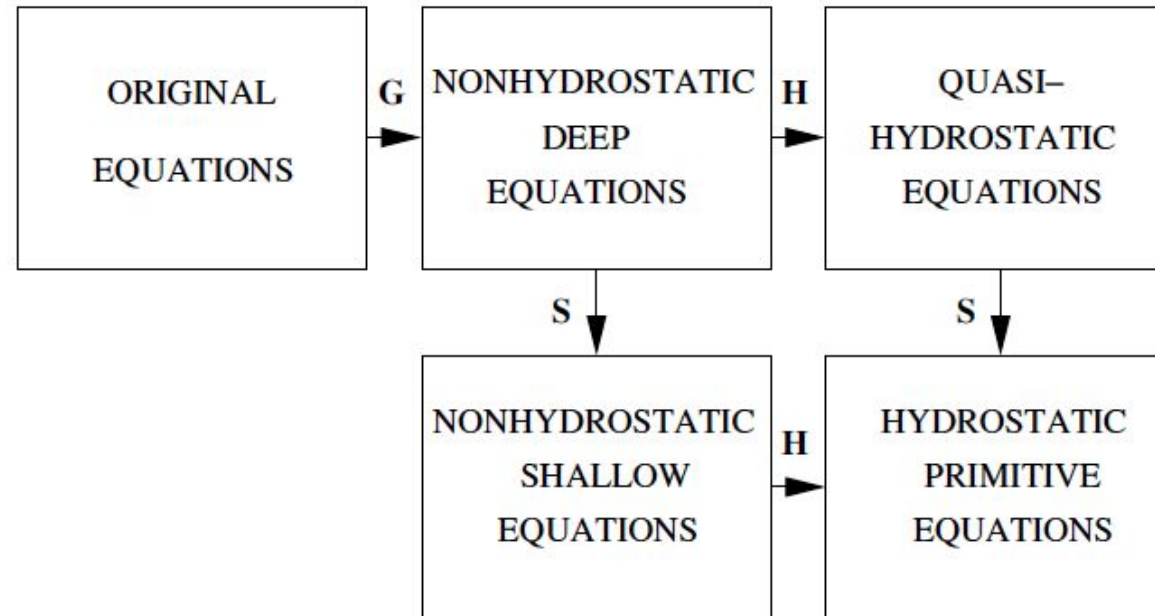 ORIGINAL
EQUATIONS
G
NONHYDROSTATIC
DEEP
EQUATIONS
H
QUASI–
HYDROSTATIC
EQUATIONS
S
S
NONHYDROSTATIC
SHALLOW
EQUATIONS
H
HYDROSTATIC
PRIMITIVE
EQUATIONS